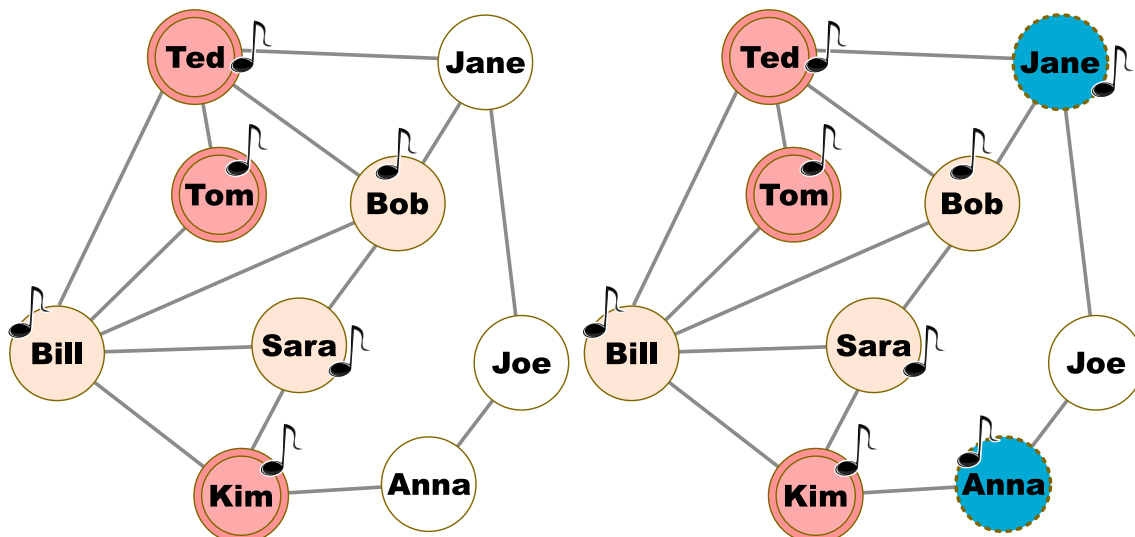 Ted
Jane
Tom
Bob
Bill
Sara
Joe
Kim
Anna
Ted
Jane
Tom
Bob
Bill
Sara
Joe
Kim
Anna